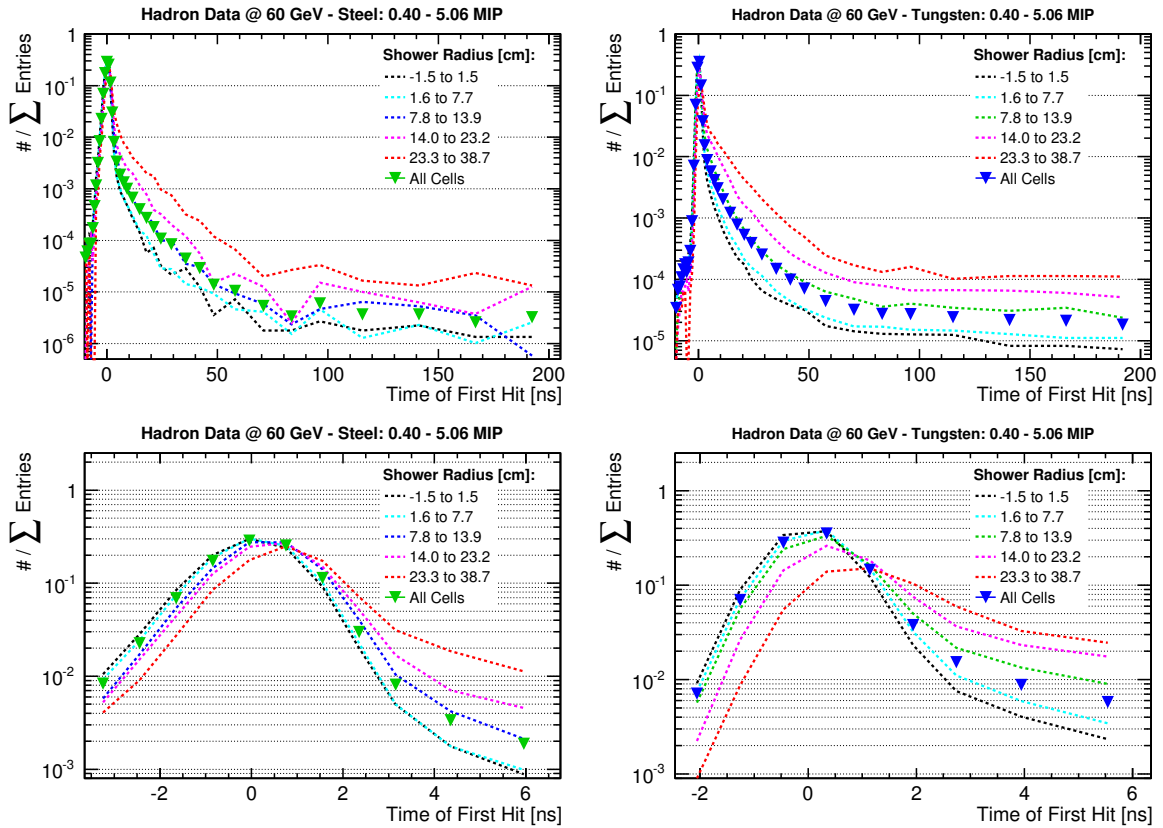 Hadron Data @ 60 GeV - Steel: 0.40 - 5.06 MIP
# / ∑ Entries
1
10⁻¹
10⁻²
10⁻³
10⁻⁴
10⁻⁵
10⁻⁶
Shower Radius [cm]:
-1.5 to 1.5
1.6 to 7.7
7.8 to 13.9
14.0 to 23.2
23.3 to 38.7
All Cells
0 50 100 150 200
Time of First Hit [ns]
Hadron Data @ 60 GeV - Tungsten: 0.40 - 5.06 MIP
# / ∑ Entries
1
10⁻¹
10⁻²
10⁻³
10⁻⁴
10⁻⁵
Shower Radius [cm]:
-1.5 to 1.5
1.6 to 7.7
7.8 to 13.9
14.0 to 23.2
23.3 to 38.7
All Cells
0 50 100 150 200
Time of First Hit [ns]
Hadron Data @ 60 GeV - Steel: 0.40 - 5.06 MIP
# / ∑ Entries
1
10⁻¹
10⁻²
10⁻³
Shower Radius [cm]:
-1.5 to 1.5
1.6 to 7.7
7.8 to 13.9
14.0 to 23.2
23.3 to 38.7
All Cells
-2 0 2 4 6
Time of First Hit [ns]
Hadron Data @ 60 GeV - Tungsten: 0.40 - 5.06 MIP
# / ∑ Entries
1
10⁻¹
10⁻²
10⁻³
Shower Radius [cm]:
-1.5 to 1.5
1.6 to 7.7
7.8 to 13.9
14.0 to 23.2
23.3 to 38.7
All Cells
-2 0 2 4 6
Time of First Hit [ns]